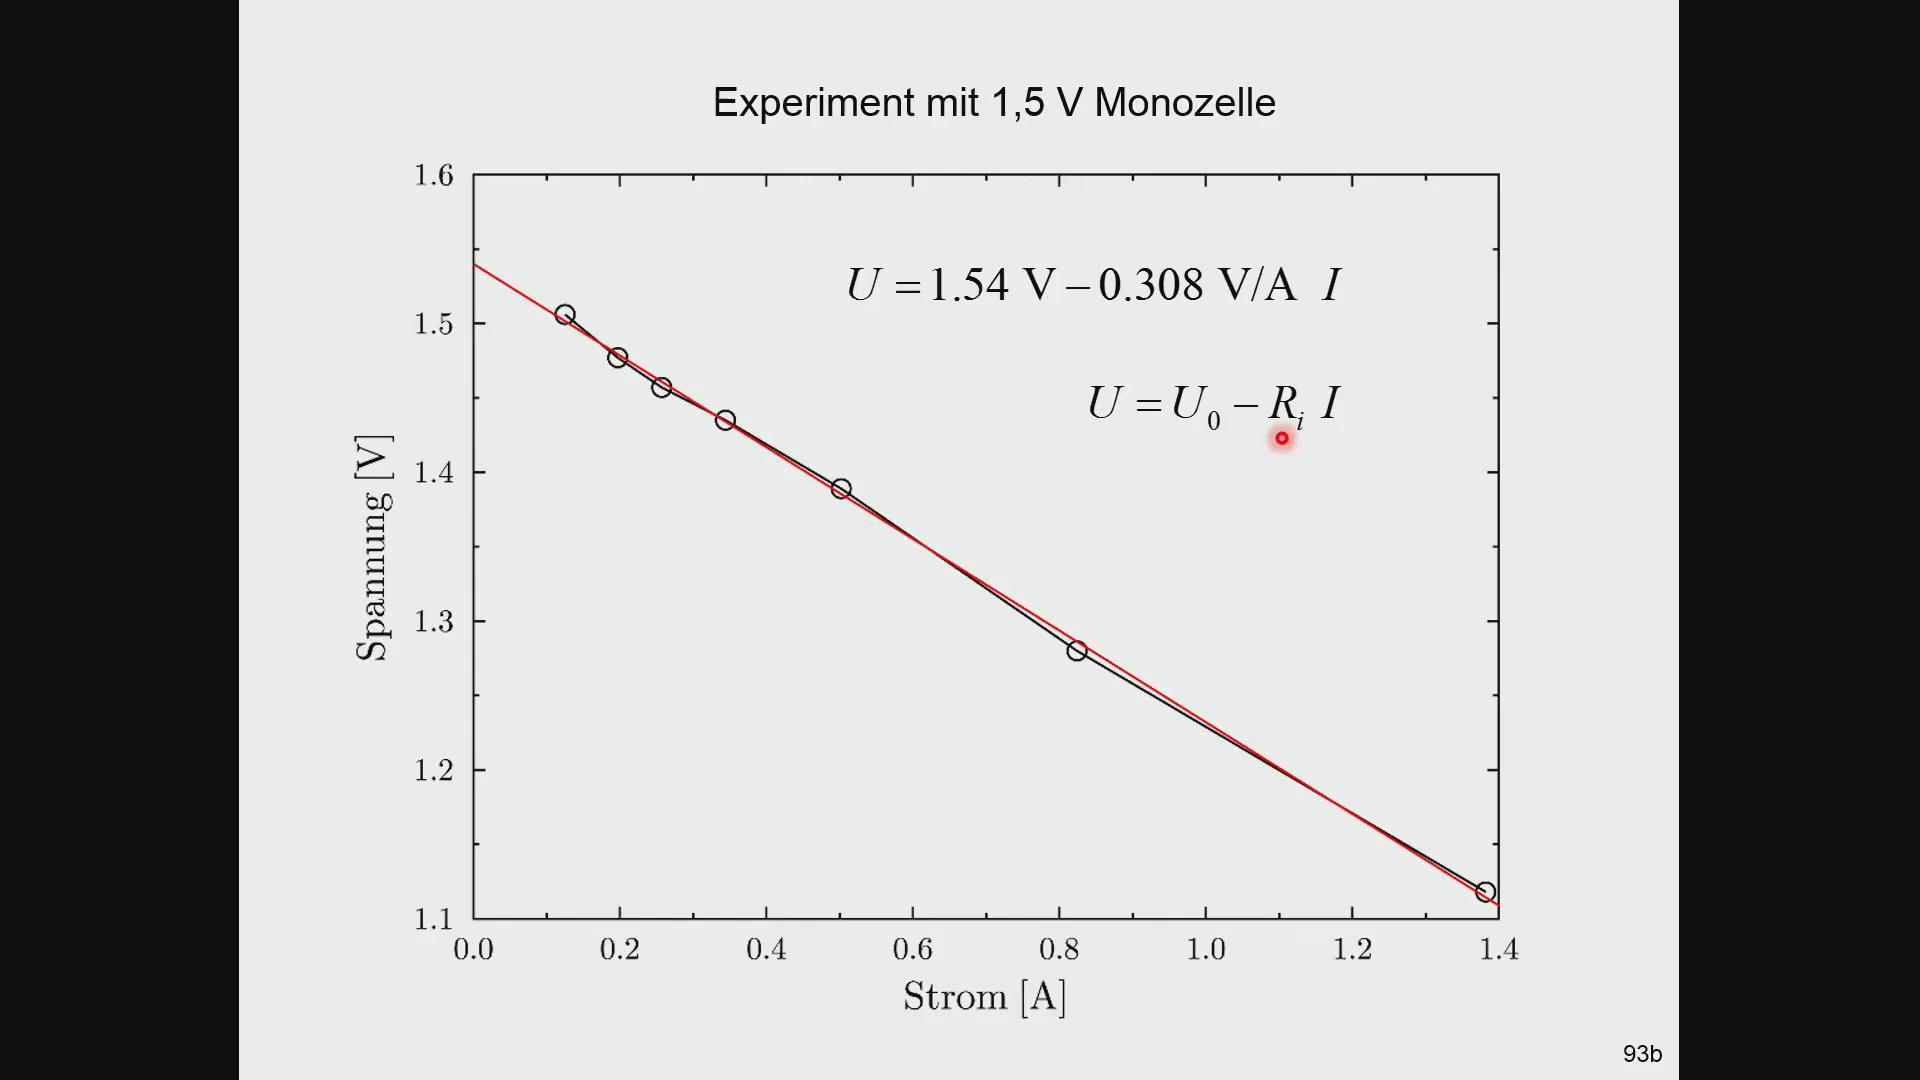 Experiment mit 1,5 V Monozelle
1.6
U = 1.54 V – 0.308 V/A I
1.5
U = U₀ – Rᵢ I
1.4
Spannung [V]
1.3
1.2
1.1
0.0 0.2 0.4 0.6 0.8 1.0 1.2 1.4
Strom [A]
93b